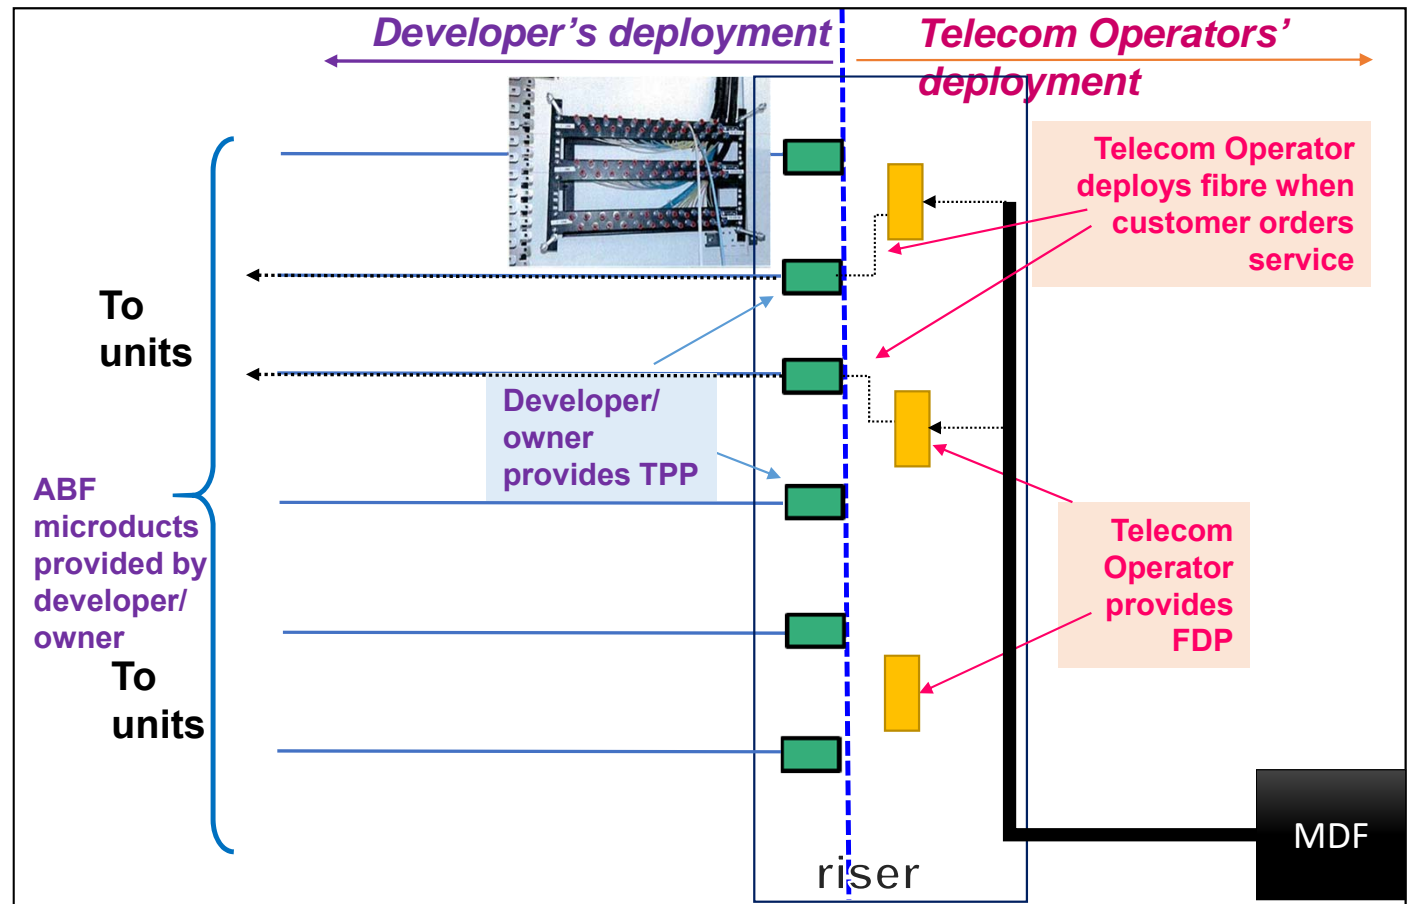 Developer's deployment
Telecom Operators'
deployment
Telecom Operator
deploys fibre when
customer orders
service
To
units
Developer/
owner
provides TPP
ABF
microducts
provided by
developer/
owner
Telecom
Operator
provides
FDP
To
units
MDF
riser